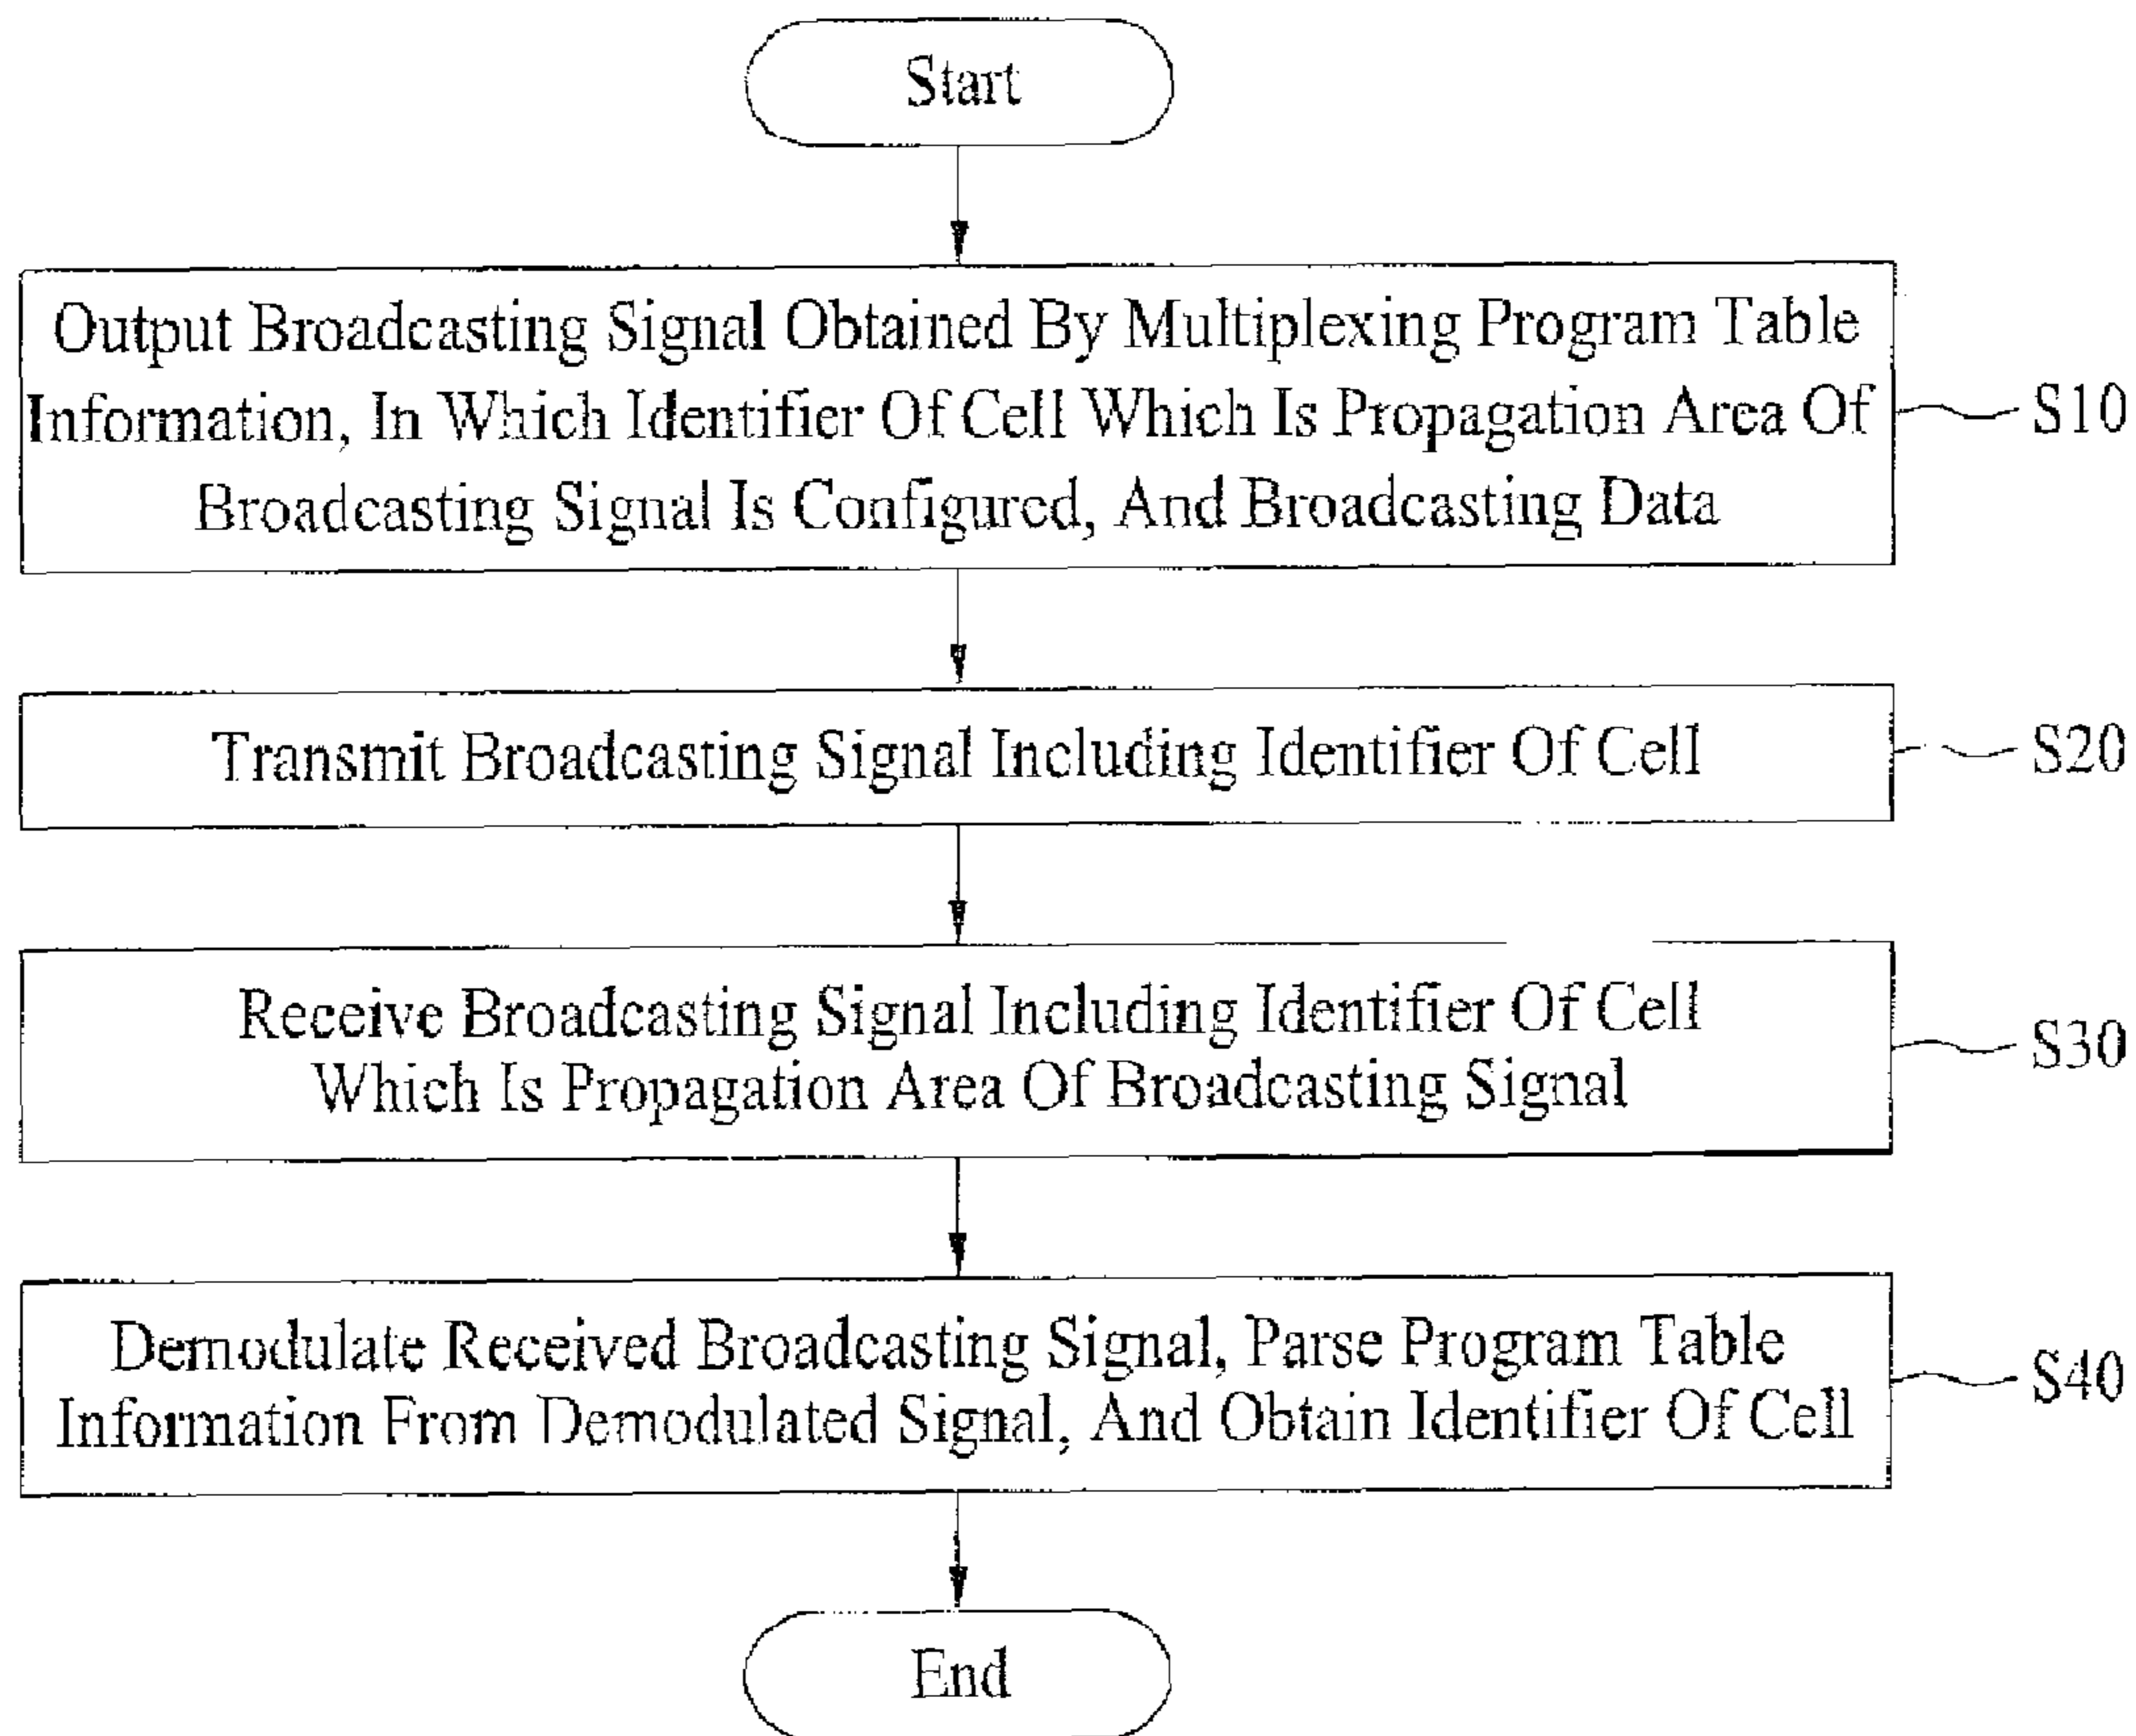 Start
Output Broadcasting Signal Obtained By Multiplexing Program Table
Information, In Which Identifier Of Cell Which Is Propagation Area Of
Broadcasting Signal Is Configured, And Broadcasting Data
S10
Transmit Broadcasting Signal Including Identifier Of Cell
S20
Receive Broadcasting Signal Including Identifier Of Cell
Which Is Propagation Area Of Broadcasting Signal
S30
Demodulate Received Broadcasting Signal, Parse Program Table
Information From Demodulated Signal, And Obtain Identifier Of Cell
S40
End